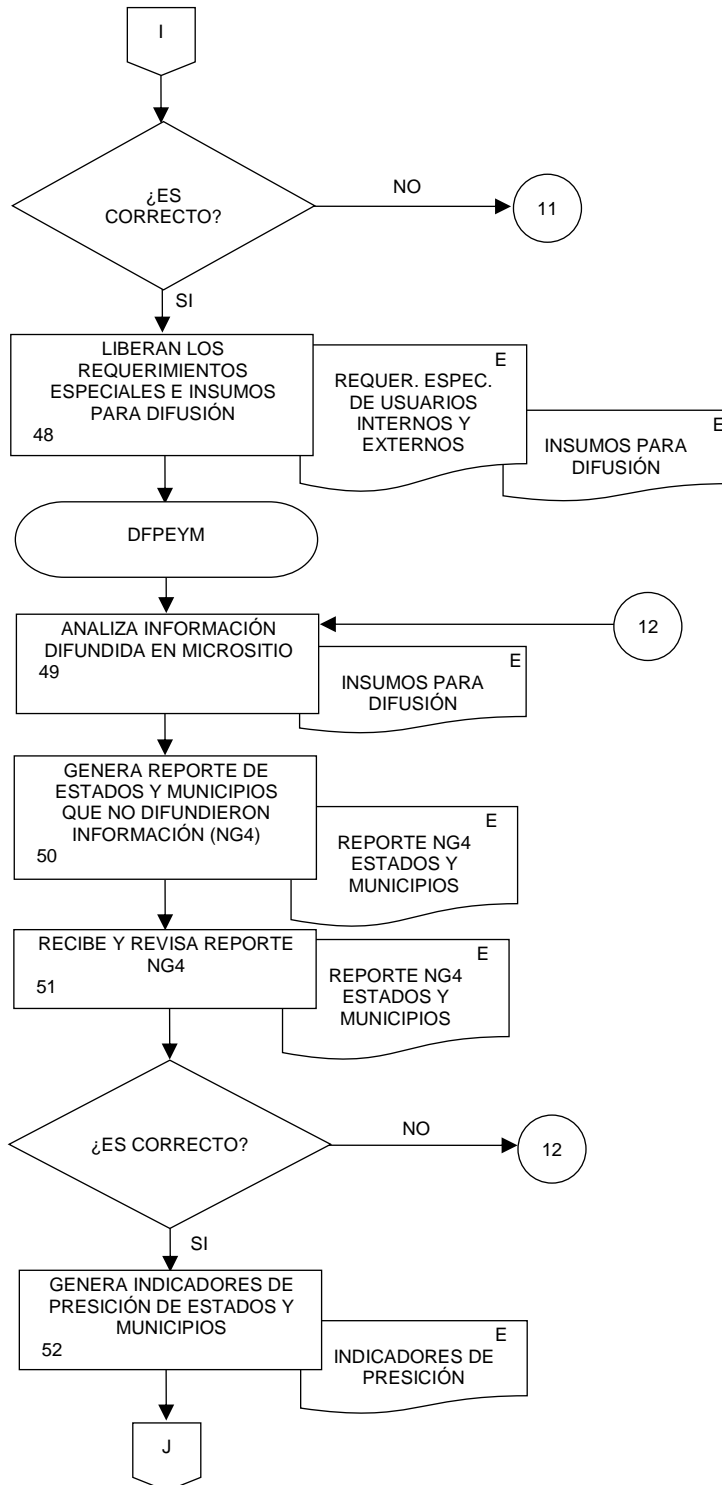 I
¿ES
CORRECTO?
NO
11
SI
LIBERAN LOS
REQUERIMIENTOS
ESPECIALES E INSUMOS
PARA DIFUSIÓN
48
E
REQUER. ESPEC.
DE USUARIOS
INTERNOS Y
EXTERNOS
E
INSUMOS PARA
DIFUSIÓN
DFPEYM
ANALIZA INFORMACIÓN
DIFUNDIDA EN MICROSITIO
49
12
E
INSUMOS PARA
DIFUSIÓN
GENERA REPORTE DE
ESTADOS Y MUNICIPIOS
QUE NO DIFUNDIERON
INFORMACIÓN (NG4)
50
E
REPORTE NG4
ESTADOS Y
MUNICIPIOS
RECIBE Y REVISA REPORTE
NG4
51
E
REPORTE NG4
ESTADOS Y
MUNICIPIOS
¿ES CORRECTO?
NO
12
SI
GENERA INDICADORES DE
PRESICIÓN DE ESTADOS Y
MUNICIPIOS
52
E
INDICADORES DE
PRESICIÓN
J